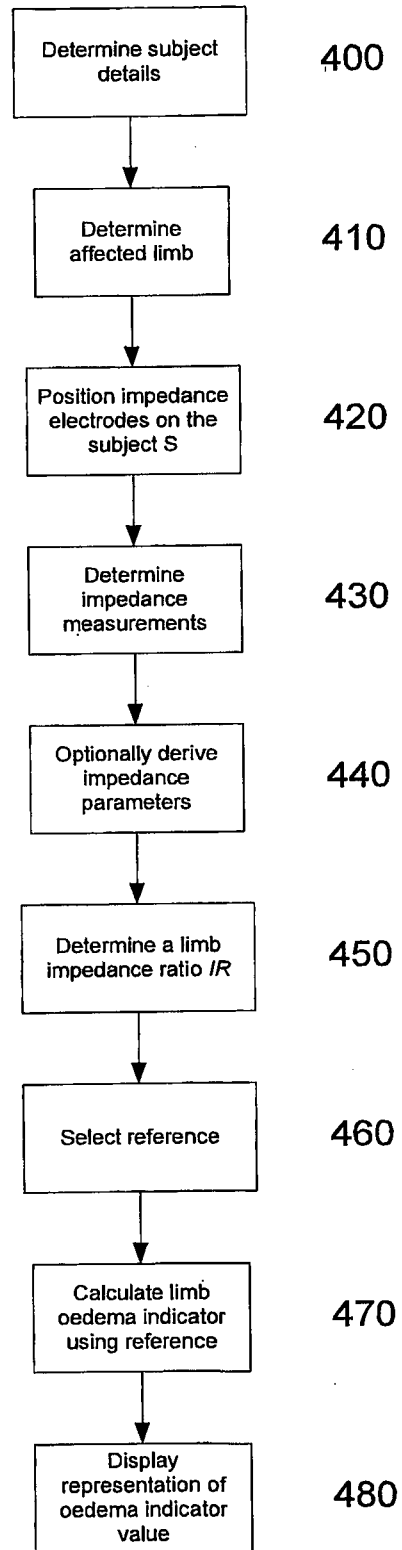 Determine subject
details
400
Determine
affected limb
410
Position impedance
electrodes on the
subject S
420
Determine
impedance
measurements
430
Optionally derive
impedance
parameters
440
Determine a limb
impedance ratio IR
450
Select reference
460
Calculate limb
oedema indicator
using reference
470
Display
representation of
oedema indicator
value
480